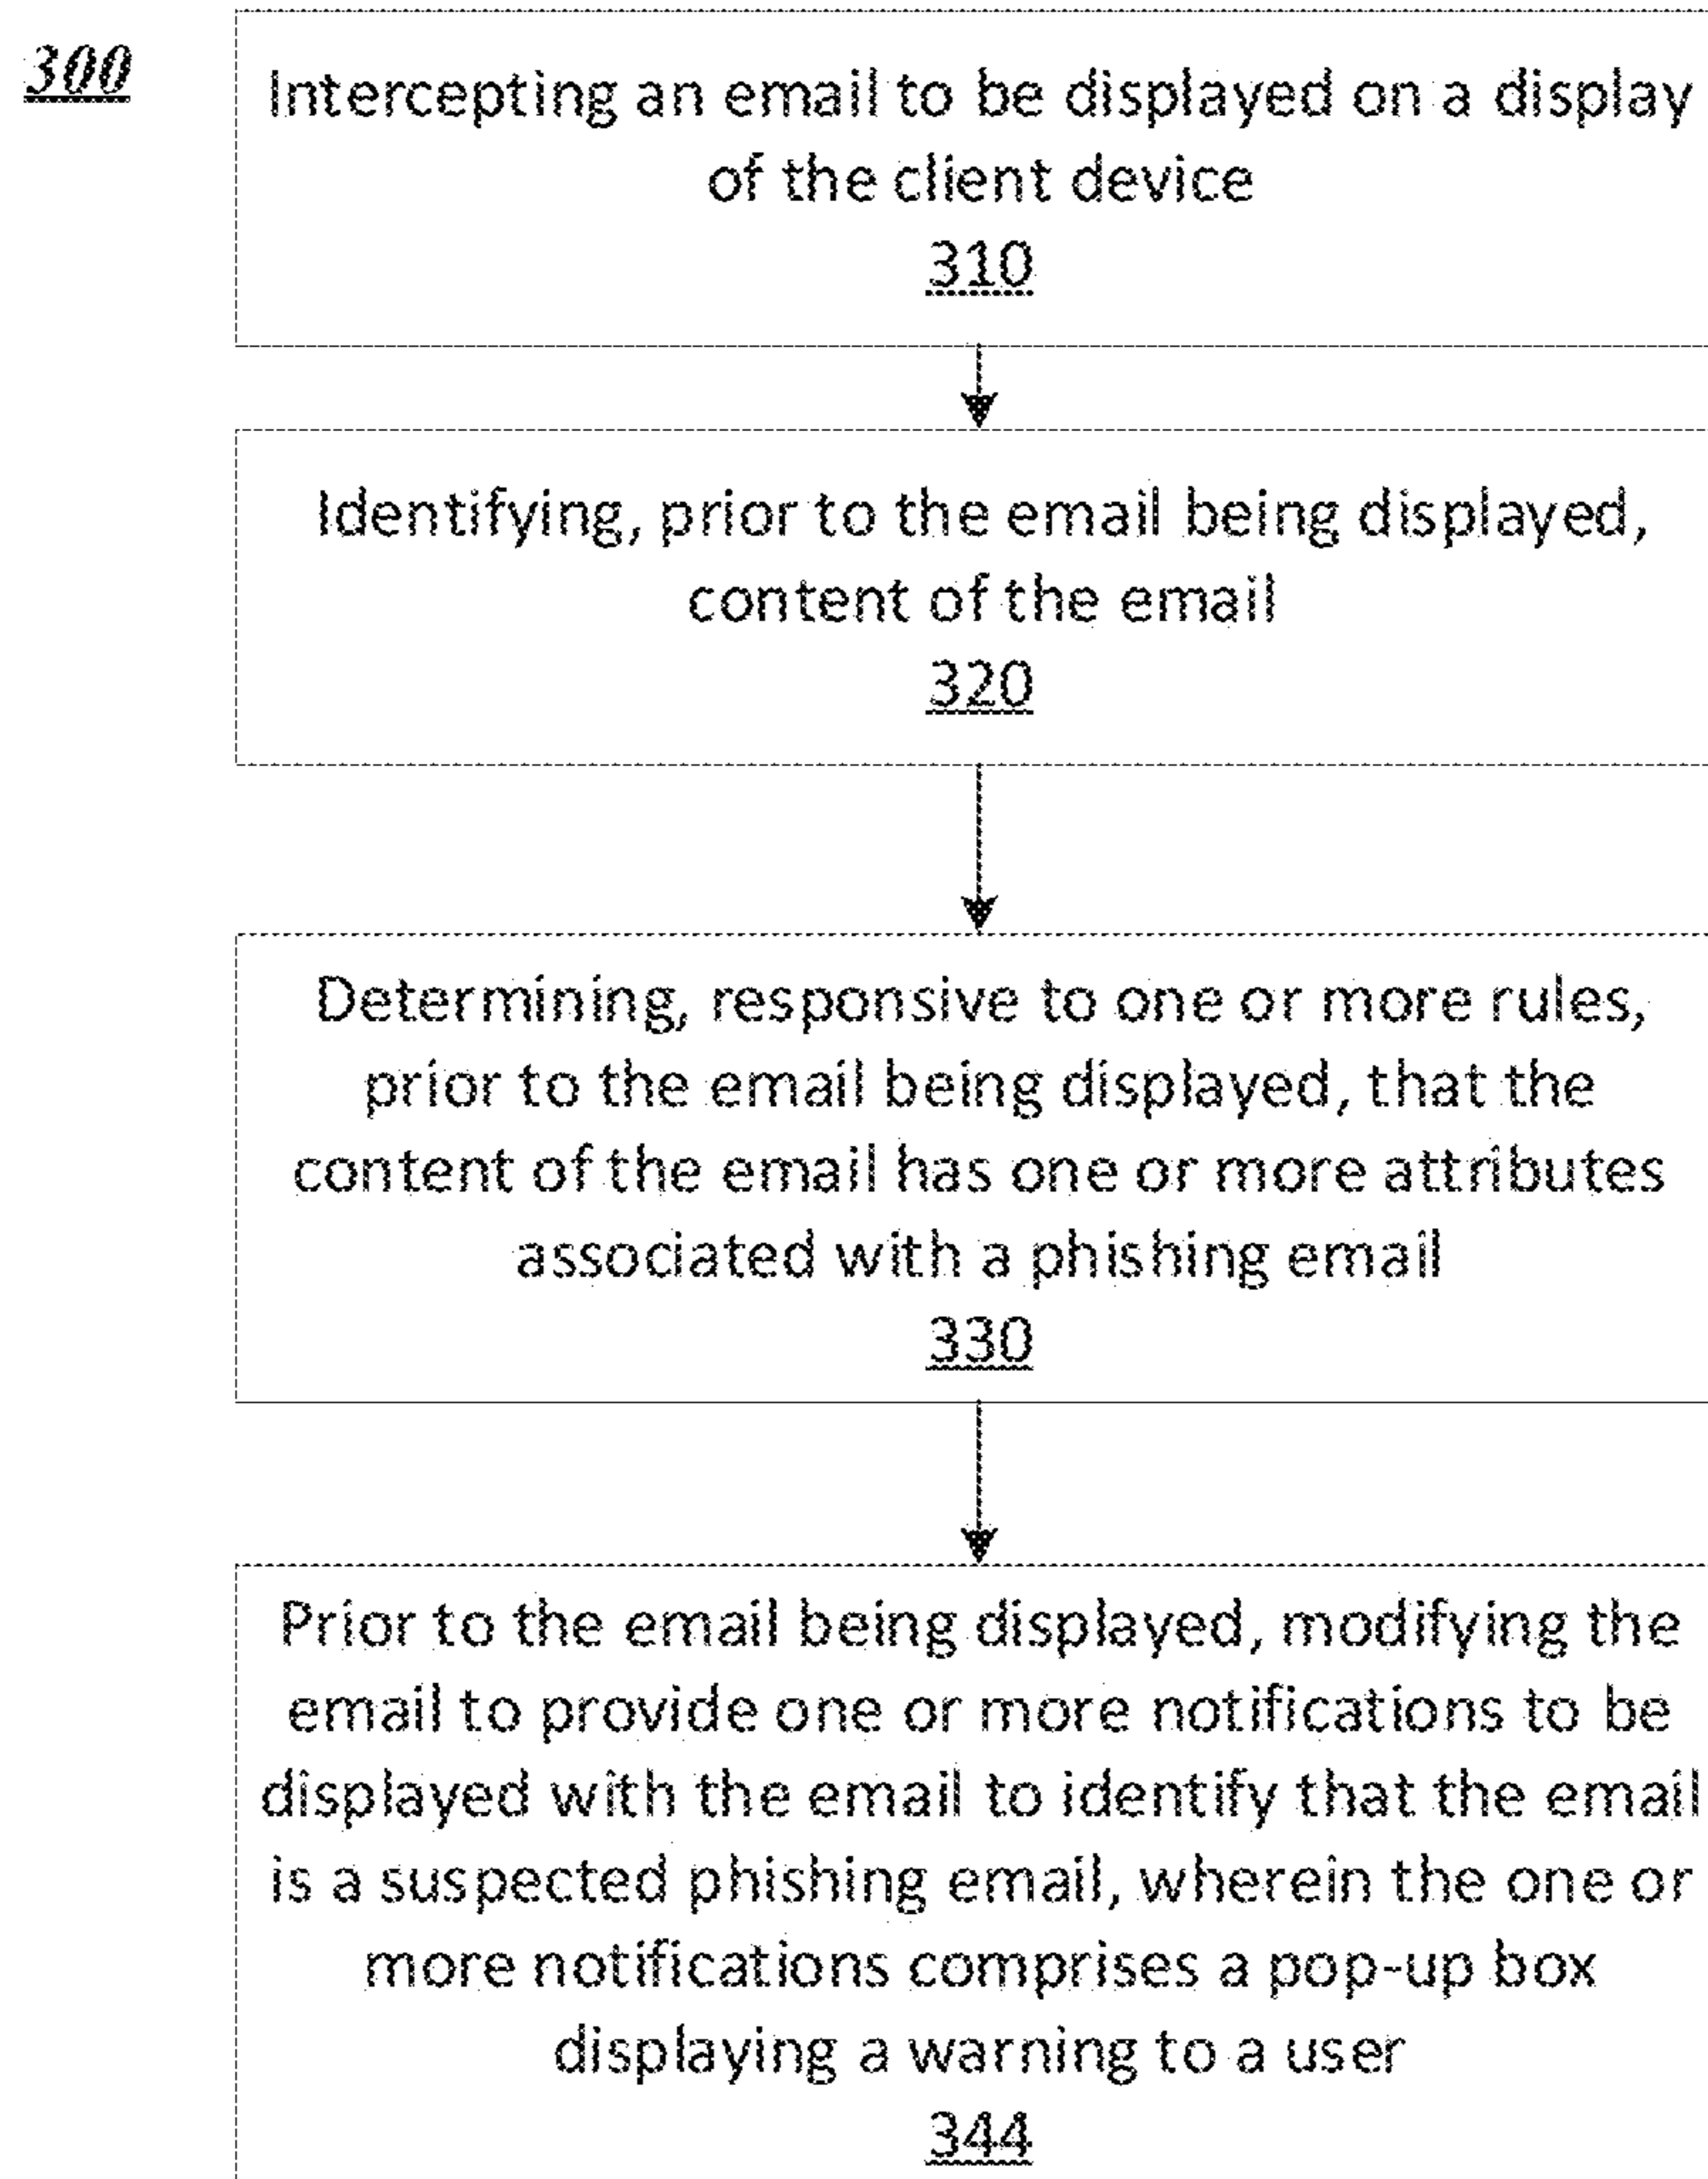 300
Intercepting an email to be displayed on a display
of the client device
310
Identifying, prior to the email being displayed,
content of the email
320
Determining, responsive to one or more rules,
prior to the email being displayed, that the
content of the email has one or more attributes
associated with a phishing email
330
Prior to the email being displayed, modifying the
email to provide one or more notifications to be
displayed with the email to identify that the email
is a suspected phishing email, wherein the one or
more notifications comprises a pop-up box
displaying a warning to a user
344